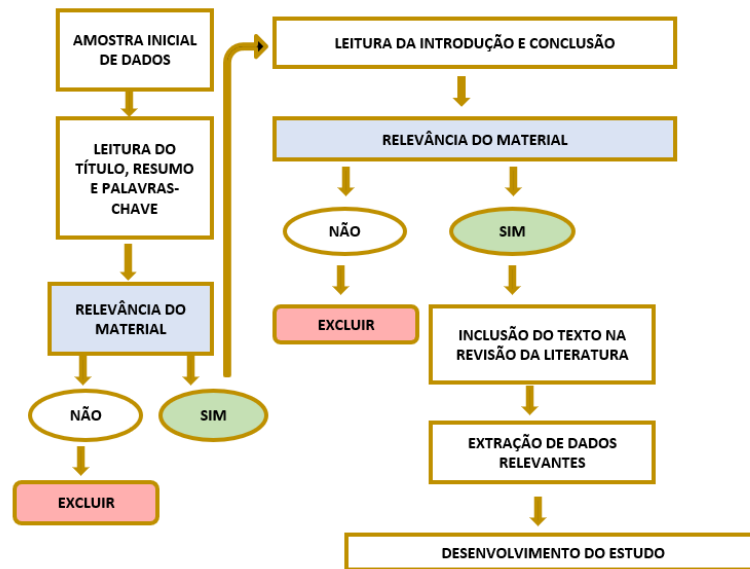 AMOSTRA INICIAL
DE DADOS
LEITURA DO
TÍTULO, RESUMO
E PALAVRAS-
CHAVE
RELEVÂNCIA DO
MATERIAL
NÃO
SIM
EXCLUIR
LEITURA DA INTRODUÇÃO E CONCLUSÃO
RELEVÂNCIA DO MATERIAL
NÃO
SIM
EXCLUIR
INCLUSÃO DO TEXTO NA
REVISÃO DA LITERATURA
EXTRAÇÃO DE DADOS
RELEVANTES
DESENVOLVIMENTO DO ESTUDO